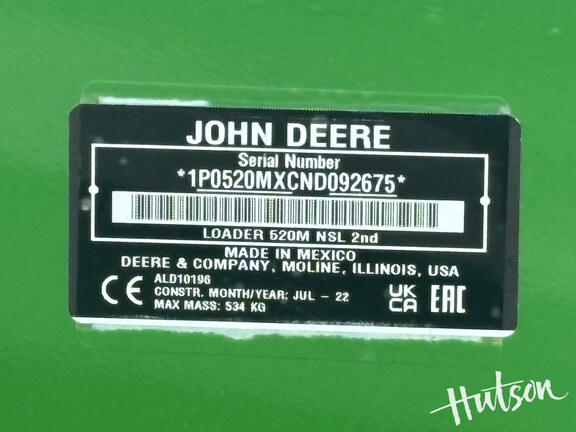 JOHN DEERE
Serial Number
*1P0520MXCND092675*
LOADER 520M NSL 2nd
MADE IN MEXICO
DEERE & COMPANY, MOLINE, ILLINOIS, USA
ALD10196
CONSTR. MONTH/YEAR: JUL - 22
MAX MASS: 534 KG
CE
UK
CA
EAC
Hutson